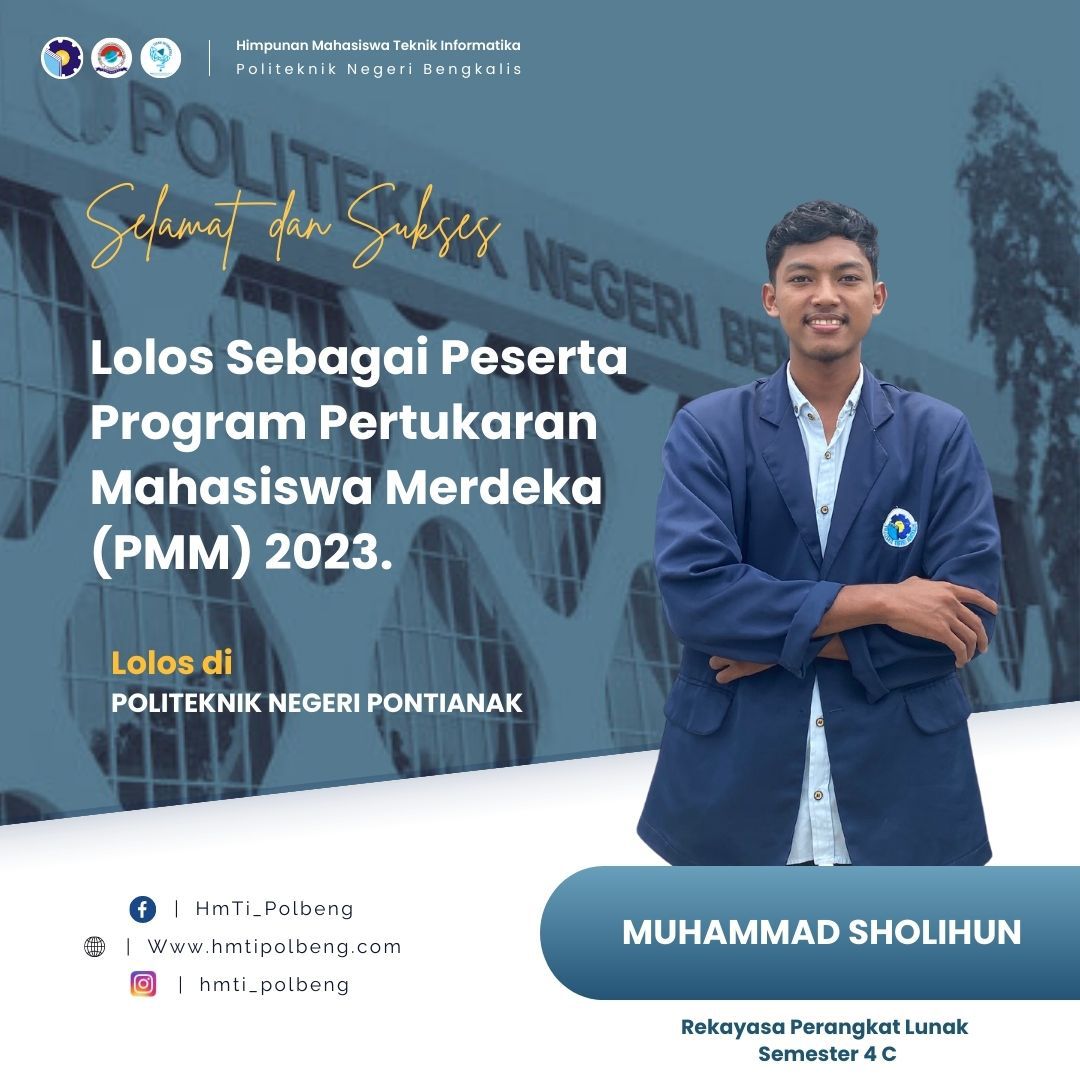 Himpunan Mahasiswa Teknik Informatika
Politeknik Negeri Bengkalis
POLITEKNIK NEGERI
Selamat dan Sukses
Lolos Sebagai Peserta
Program Pertukaran
Mahasiswa Merdeka
(PMM) 2023.
Lolos di
POLITEKNIK NEGERI PONTIANAK
| HmTi_Polbeng
| Www.hmtipolbeng.com
| hmti_polbeng
MUHAMMAD SHOLIHUN
Rekayasa Perangkat Lunak
Semester 4 C